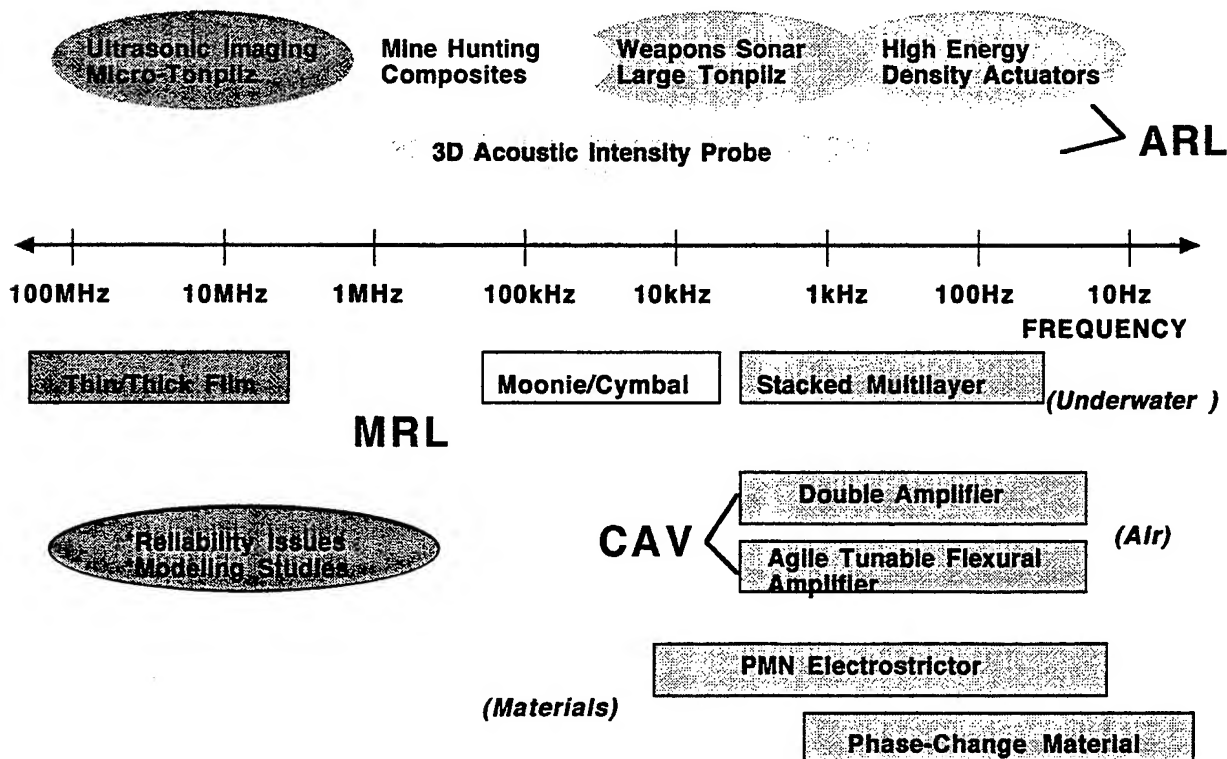 Ultrasonic Imaging
Micro-Tonpilz
Mine Hunting
Composites
Weapons Sonar
Large Tonpilz
High Energy
Density Actuators
3D Acoustic Intensity Probe
ARL
100MHz 10MHz 1MHz 100kHz 10kHz 1kHz 100Hz 10Hz
FREQUENCY
Thin/Thick Film
Moonie/Cymbal
Stacked Multilayer
(Underwater )
MRL
*Reliability Issues
*Modeling Studies
CAV
Double Amplifier
Agile Tunable Flexural
Amplifier
(Air)
PMN Electrostrictor
(Materials)
Phase-Change Material